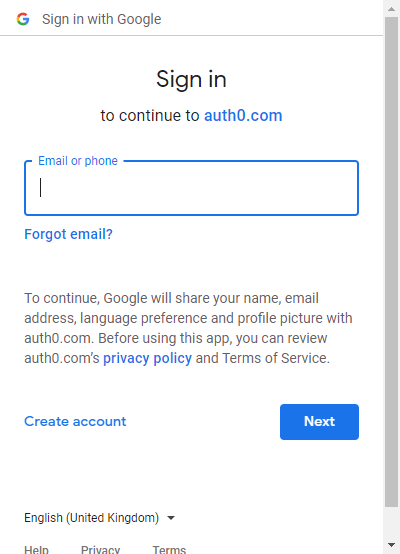 Sign in with Google
Sign in
to continue to auth0.com
Email or phone
Forgot email?
To continue, Google will share your name, email
address, language preference and profile picture with
auth0.com. Before using this app, you can review
auth0.com's privacy policy and Terms of Service.
Create account
Next
English (United Kingdom)
Help Privacy Terms